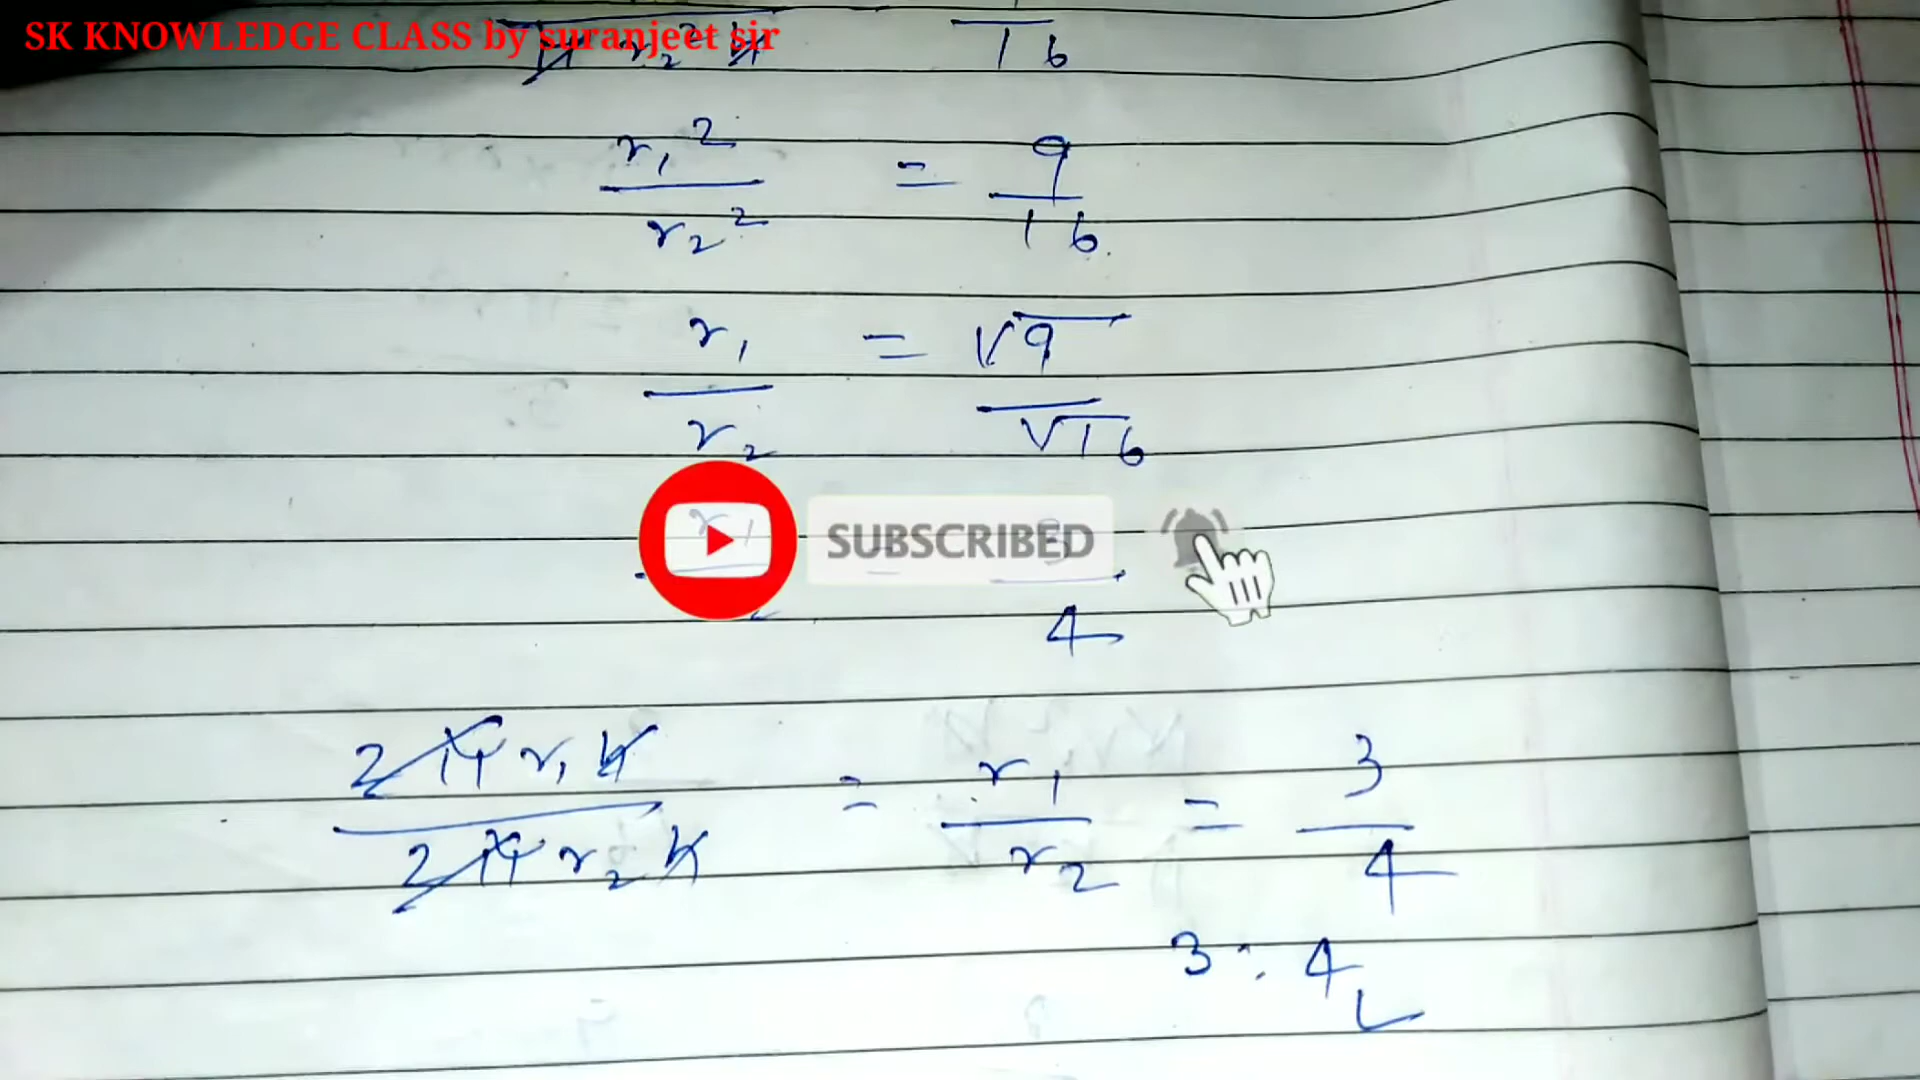 SK KNOWLEDGE CLASS by suranjeet sir
π r₂² h   16
r₁²/r₂² = 9/16
r₁/r₂ = √9/√16
SUBSCRIBED
4
2πr₁h/2πr₂h = r₁/r₂ = 3/4
3 : 4